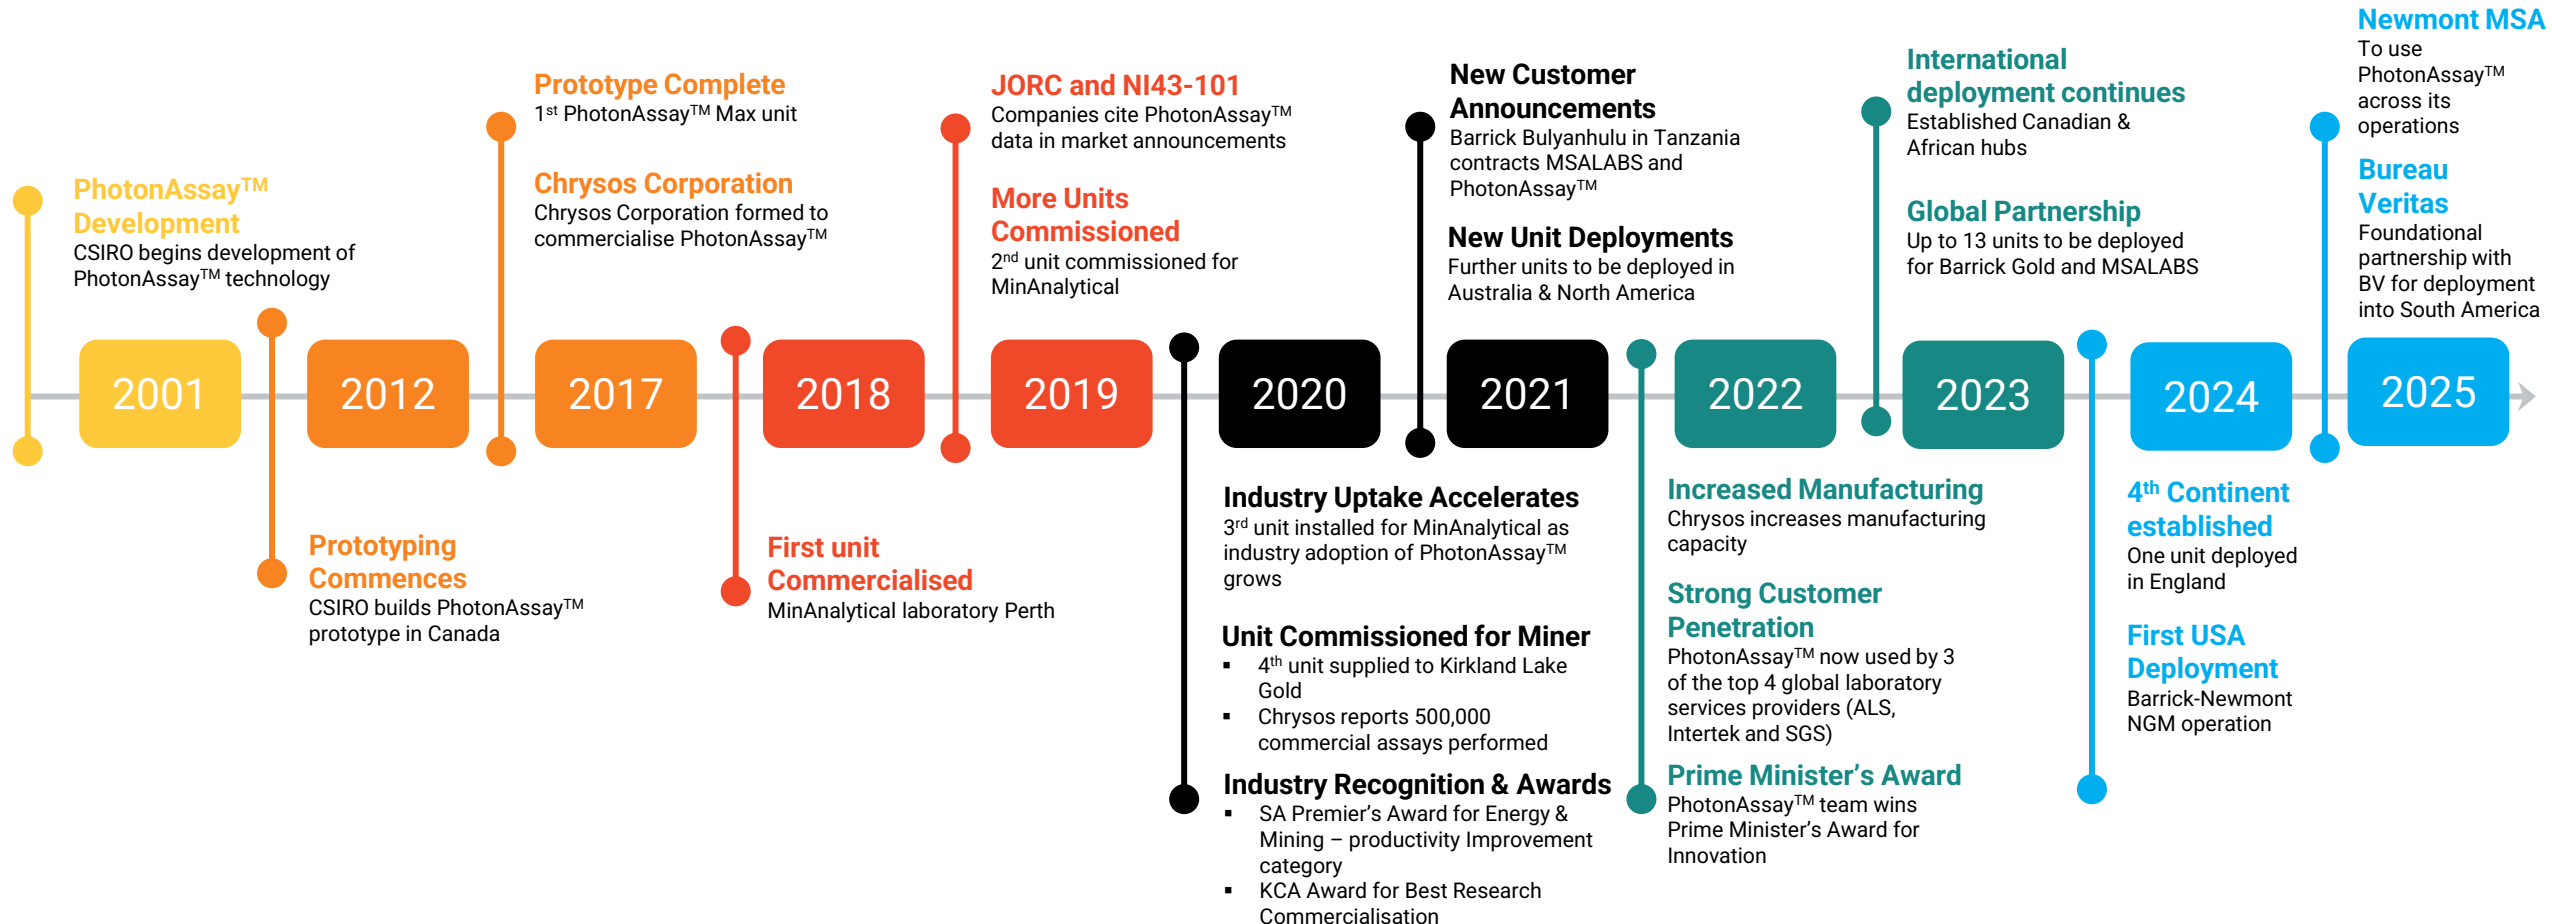 PhotonAssay™
Development
CSIRO begins development of
PhotonAssay™ technology
2001
2012
Prototyping
Commences
CSIRO builds PhotonAssay™
prototype in Canada
Prototype Complete
1st PhotonAssay™ Max unit
Chrysos Corporation
Chrysos Corporation formed to
commercialise PhotonAssay™
2017
2018
First unit
Commercialised
MinAnalytical laboratory Perth
JORC and NI43-101
Companies cite PhotonAssay™
data in market announcements
More Units
Commissioned
2nd unit commissioned for
MinAnalytical
2019
2020
Industry Uptake Accelerates
3rd unit installed for MinAnalytical as
industry adoption of PhotonAssay™
grows
Unit Commissioned for Miner
▪ 4th unit supplied to Kirkland Lake
Gold
▪ Chrysos reports 500,000
commercial assays performed
Industry Recognition & Awards
▪ SA Premier’s Award for Energy &
Mining – productivity Improvement
category
▪ KCA Award for Best Research
Commercialisation
New Customer
Announcements
Barrick Bulyanhulu in Tanzania
contracts MSALABS and
PhotonAssay™
New Unit Deployments
Further units to be deployed in
Australia & North America
2021
2022
Increased Manufacturing
Chrysos increases manufacturing
capacity
Strong Customer
Penetration
PhotonAssay™ now used by 3
of the top 4 global laboratory
services providers (ALS,
Intertek and SGS)
Prime Minister’s Award
PhotonAssay™ team wins
Prime Minister’s Award for
Innovation
International
deployment continues
Established Canadian &
African hubs
Global Partnership
Up to 13 units to be deployed
for Barrick Gold and MSALABS
2023
2024
4th Continent
established
One unit deployed
in England
First USA
Deployment
Barrick-Newmont
NGM operation
Newmont MSA
To use
PhotonAssay™
across its
operations
Bureau
Veritas
Foundational
partnership with
BV for deployment
into South America
2025